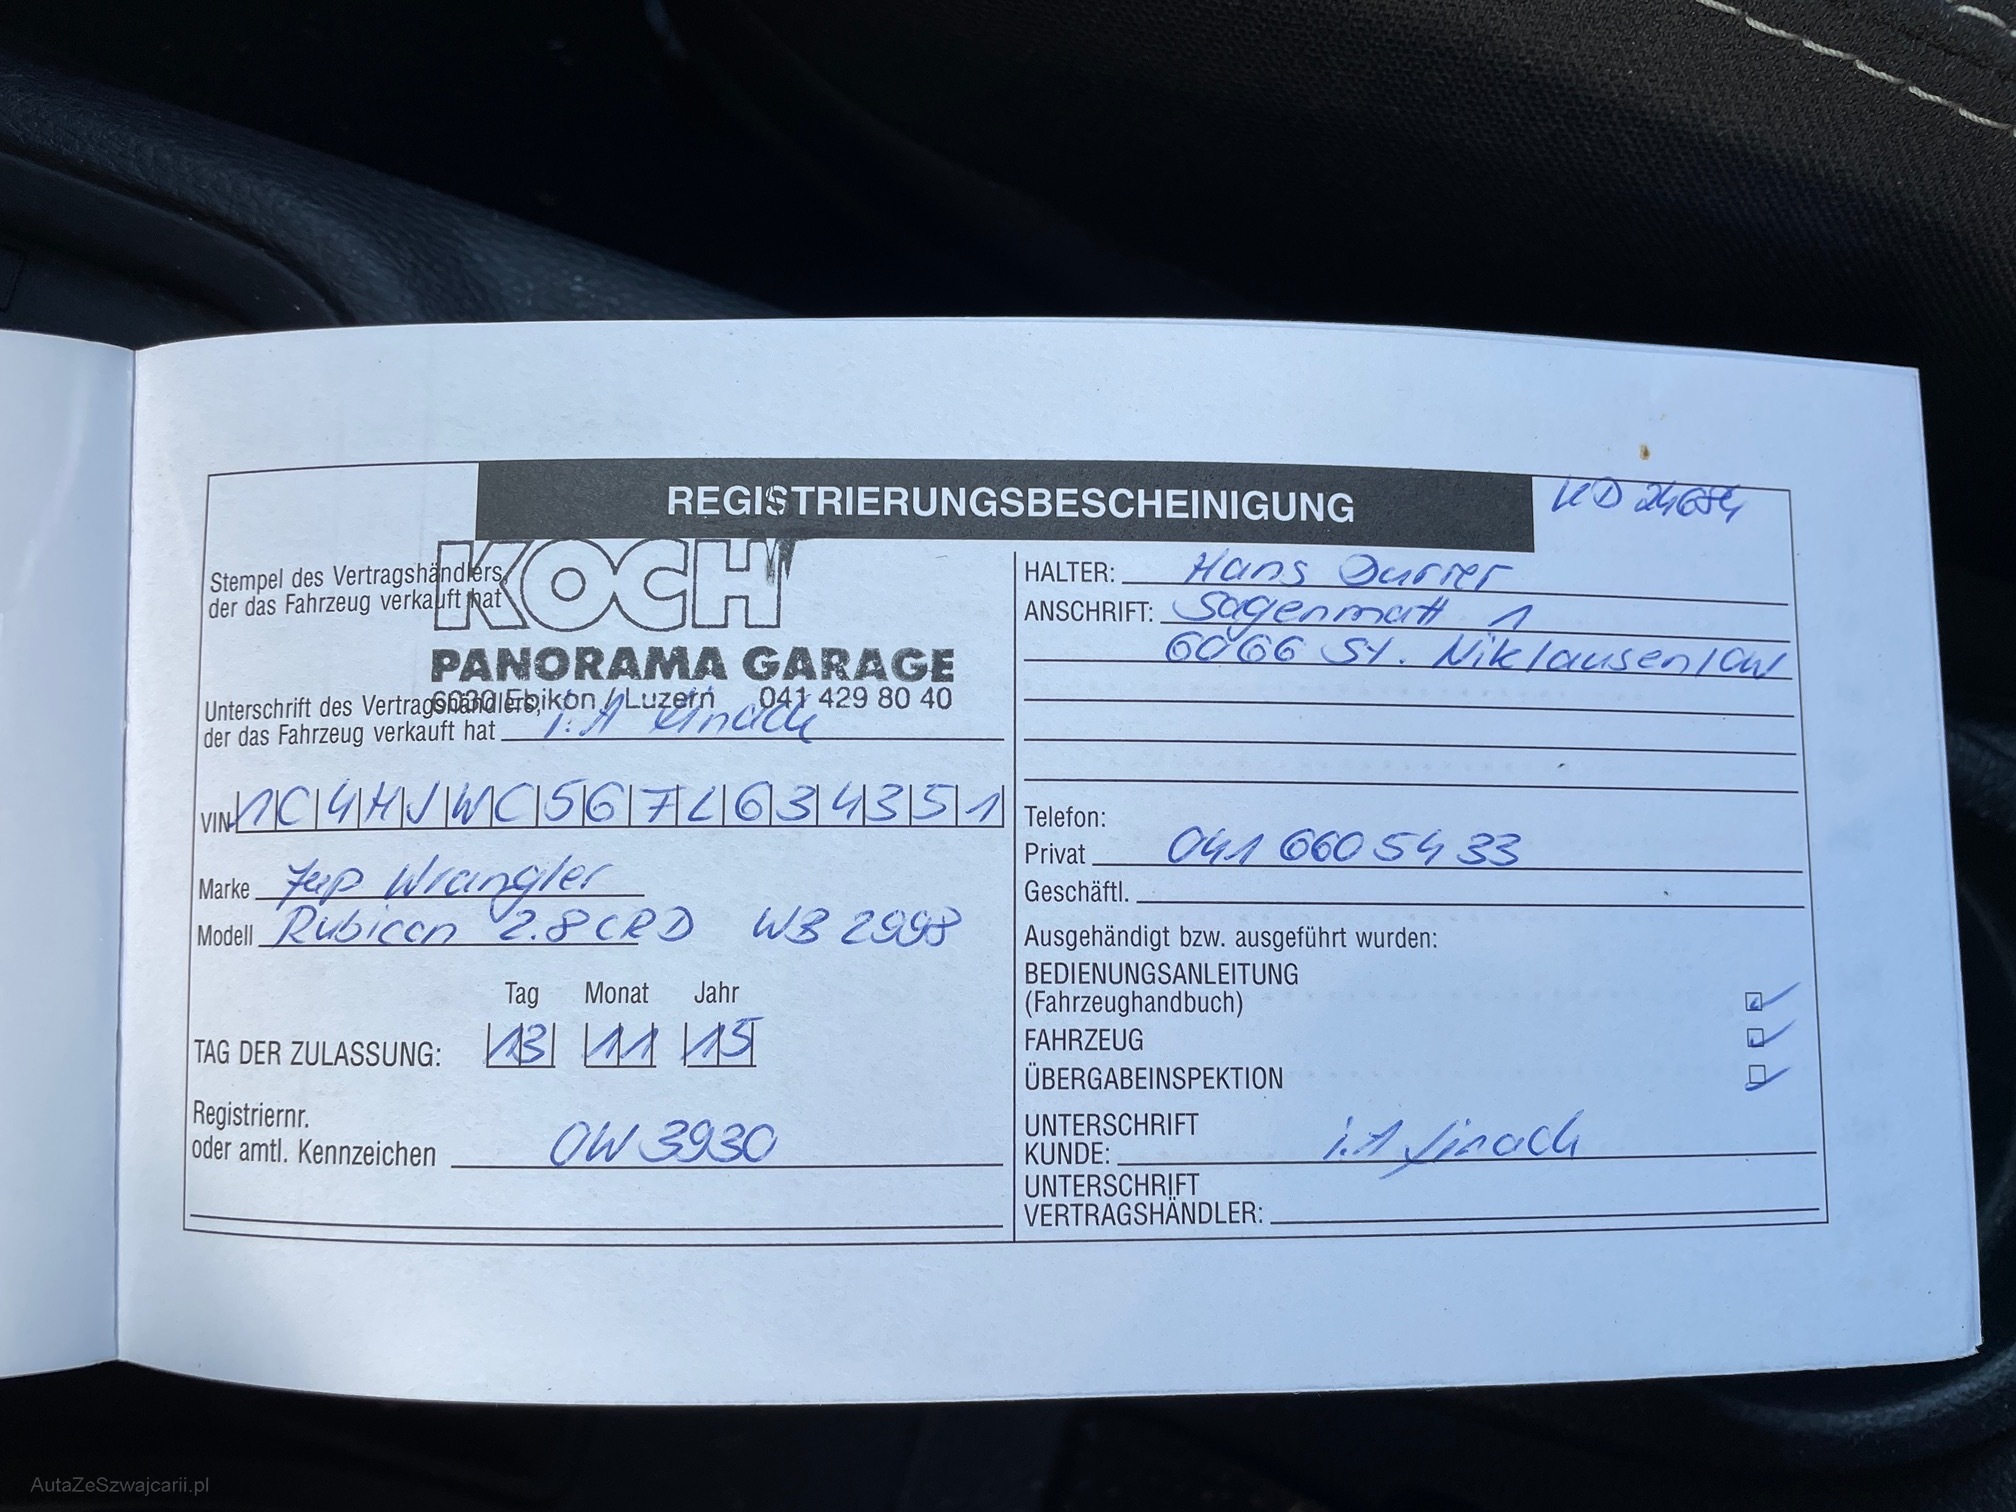 REGISTRIERUNGSBESCHEINIGUNG
KD 24684
Stempel des Vertragshändlers,
der das Fahrzeug verkauft hat
KOCH
PANORAMA GARAGE
6030 Ebikon / Luzern 041 429 80 40
Unterschrift des Vertragshändlers,
der das Fahrzeug verkauft hat i.A
VIN 1C4HJWC567L634351
Marke Jeep Wrangler
Modell Rubicon 2.8 CRD WB 2998
Tag Monat Jahr
TAG DER ZULASSUNG: 13 11 15
Registriernr.
oder amtl. Kennzeichen OW 3930
HALTER: Hans Durrer
ANSCHRIFT: Sagenmatt 1
6066 St. Niklausen/OW
Telefon:
Privat 041 660 54 33
Geschäftl.
Ausgehändigt bzw. ausgeführt wurden:
BEDIENUNGSANLEITUNG
(Fahrzeughandbuch)
FAHRZEUG
ÜBERGABEINSPEKTION
UNTERSCHRIFT
KUNDE: i.A
UNTERSCHRIFT
VERTRAGSHÄNDLER:
AutaZeSzwajcarii.pl